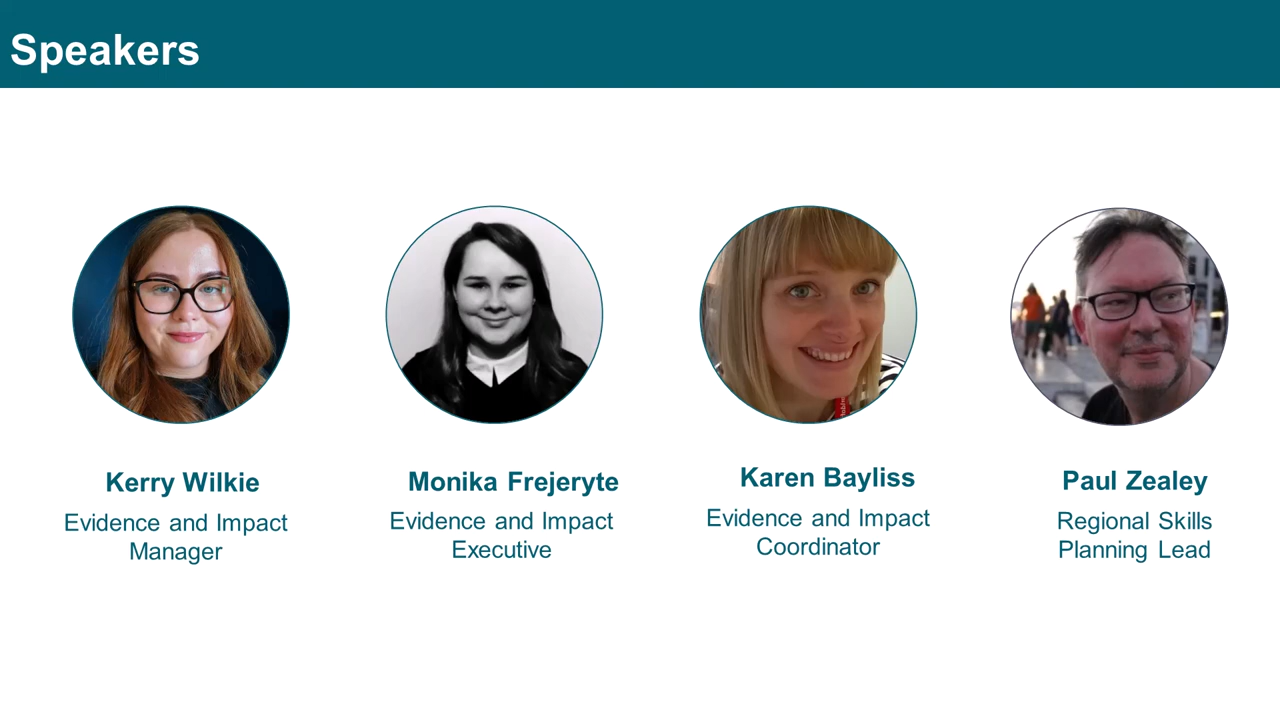 Speakers
Kerry Wilkie
Evidence and Impact
Manager
Monika Frejeryte
Evidence and Impact
Executive
Karen Bayliss
Evidence and Impact
Coordinator
Paul Zealey
Regional Skills
Planning Lead